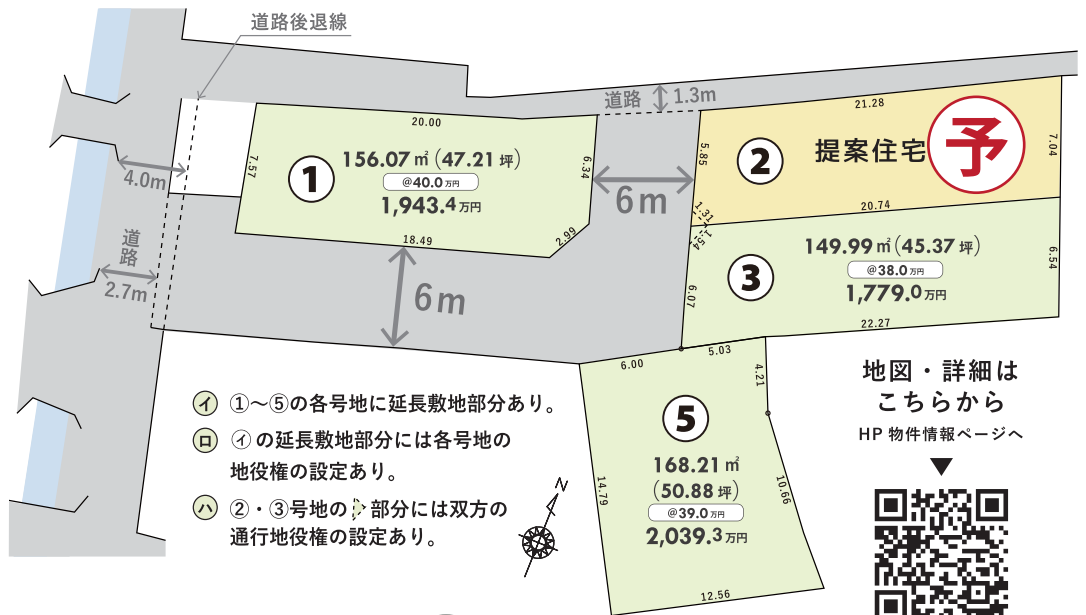 道路後退線
道路
1.3m
20.00
7.57
①
156.07㎡(47.21坪)
@40.0万円
1,943.4万円
6.34
2.99
18.49
4.0m
道路
2.7m
6m
6m
21.28
5.85
②
提案住宅
予
7.04
20.74
1.31
1.54
③
149.99㎡(45.37坪)
@38.0万円
1,779.0万円
6.54
6.07
22.27
6.00
5.03
4.21
⑤
168.21㎡
(50.88坪)
@39.0万円
2,039.3万円
14.79
10.66
12.56
イ ①〜⑤の各号地に延長敷地部分あり。
ロ ㋑の延長敷地部分には各号地の
地役権の設定あり。
ハ ②・③号地の 部分には双方の
通行地役権の設定あり。
N
地図・詳細は
こちらから
HP 物件情報ページへ